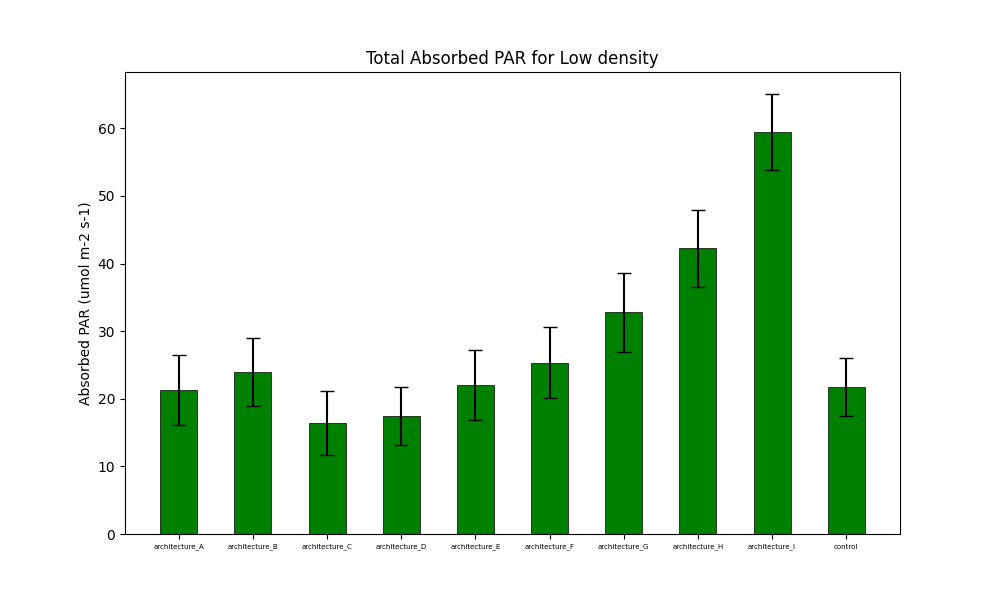 Total Absorbed PAR for Low density
Absorbed PAR (umol m-2 s-1)
60
50
40
30
20
10
0
architecture_A architecture_B architecture_C architecture_D architecture_E architecture_F architecture_G architecture_H architecture_I control